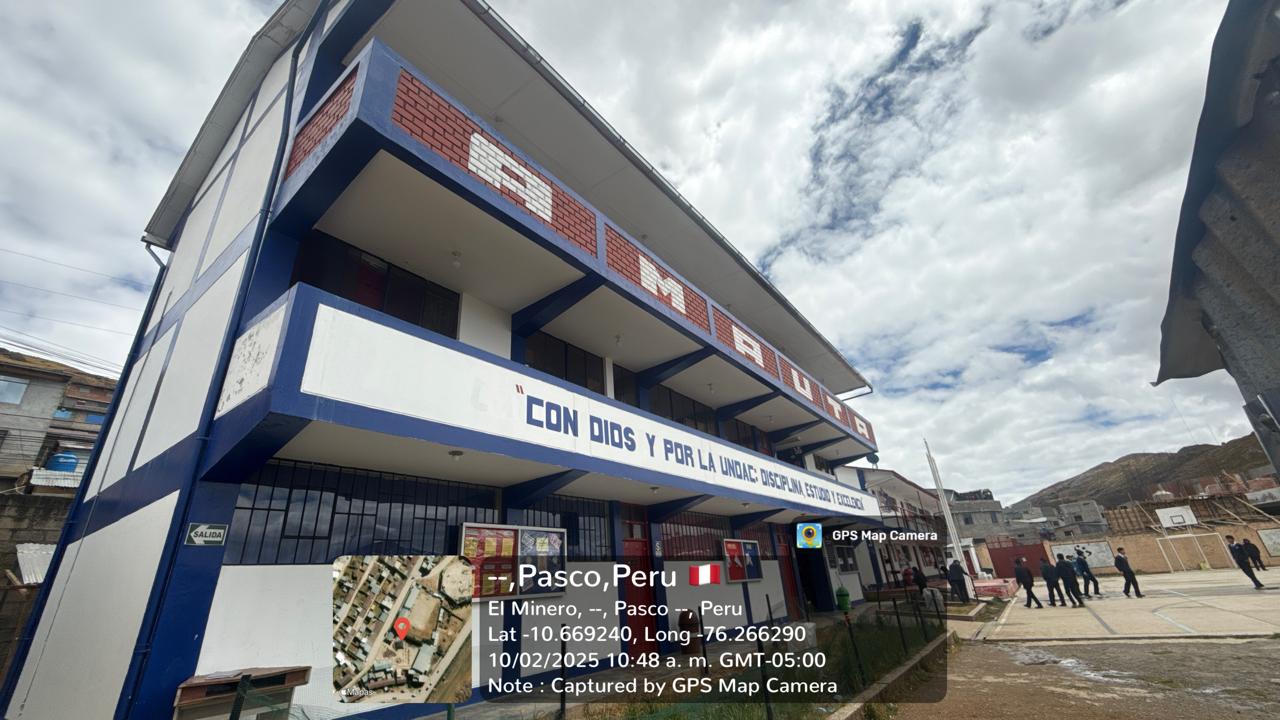 AMAUTA
"CON DIOS Y POR LA UNDAC: DISCIPLINA, ESTUDIO Y EXCELENCIA"
SALIDA
GPS Map Camera
--,Pasco,Peru
El Minero, --, Pasco --, Peru
Lat -10.669240, Long -76.266290
10/02/2025 10:48 a. m. GMT-05:00
Note : Captured by GPS Map Camera
Mapas